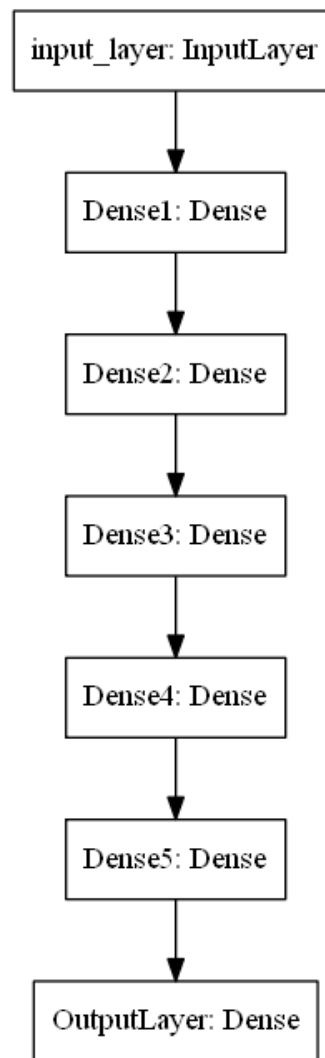 input_layer: InputLayer
Dense1: Dense
Dense2: Dense
Dense3: Dense
Dense4: Dense
Dense5: Dense
OutputLayer: Dense